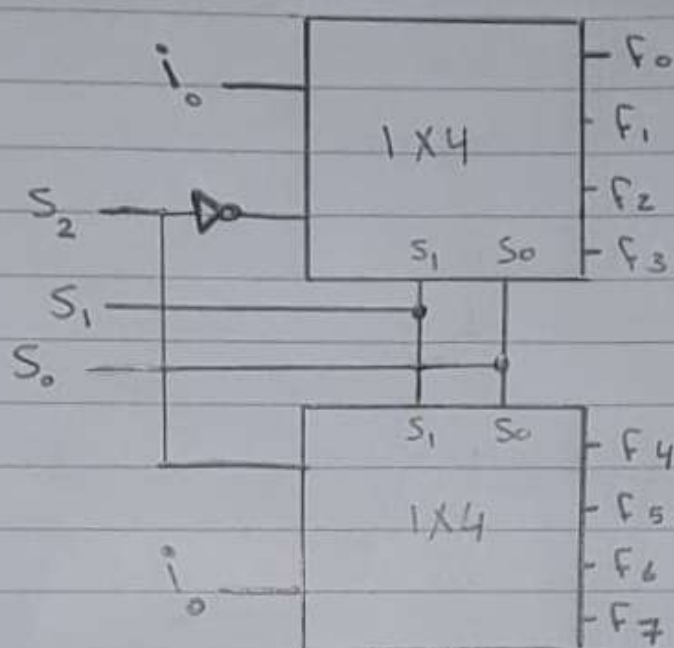 i₀
1X4
F₀
F₁
F₂
F₃
S₂
S₁ S₀
S₁
S₀
S₁ S₀
1X4
F₄
F₅
F₆
F₇
i₀